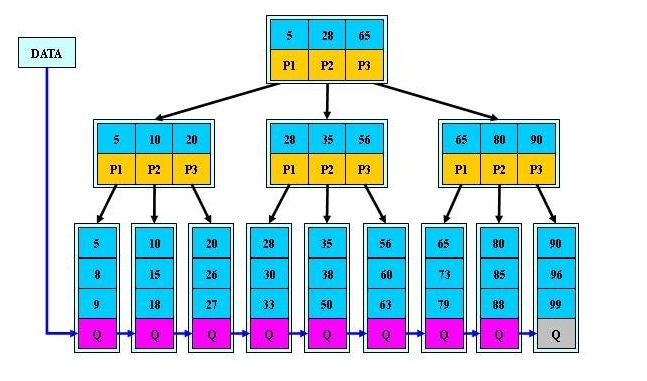 5 28 65
DATA
P1 P2 P3
5 10 20
28 35 56
65 80 90
P1 P2 P3
P1 P2 P3
P1 P2 P3
5 10 20 28 35 56 65 80 90
8 15 26 30 38 60 73 85 96
9 18 27 33 50 63 79 88 99
Q Q Q Q Q Q Q Q Q